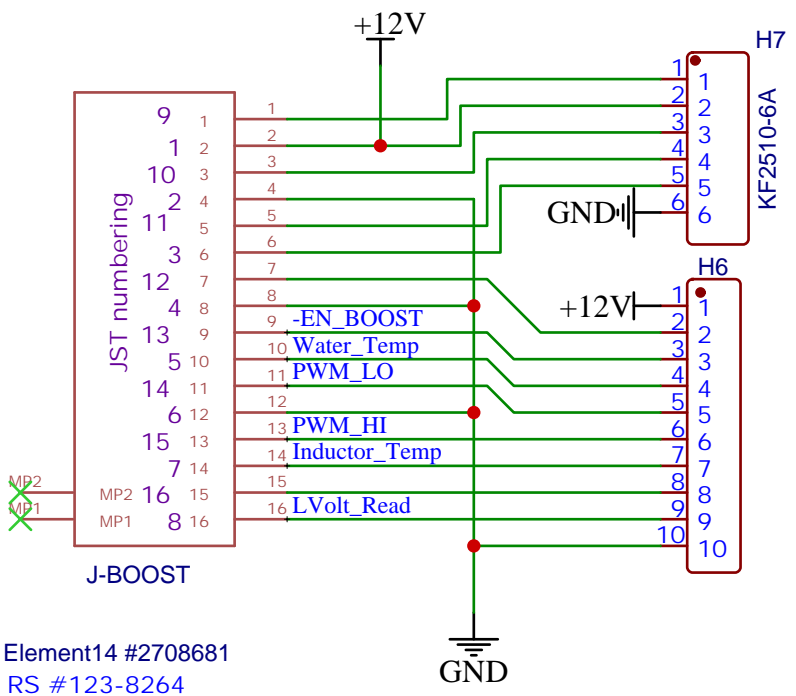 +12V
H7
KF2510-6A
1 1
2 2
3 3
4 4
5 5
6 6
GND
JST numbering
9 1 1
1 2 2
10 3 3
2 4 4
11 5 5
3 6 6
12 7 7
4 8 8
13 9 9 -EN_BOOST
5 10 10 Water_Temp
14 11 11 PWM_LO
6 12 12
15 13 13 PWM_HI
7 14 14 Inductor_Temp
MP2 MP2 16 15 15
MP1 MP1 8 16 16 LVolt_Read
H6
+12V
1 1
2 2
3 3
4 4
5 5
6 6
7 7
8 8
9 9
10 10
J-BOOST
GND
Element14 #2708681
RS #123-8264